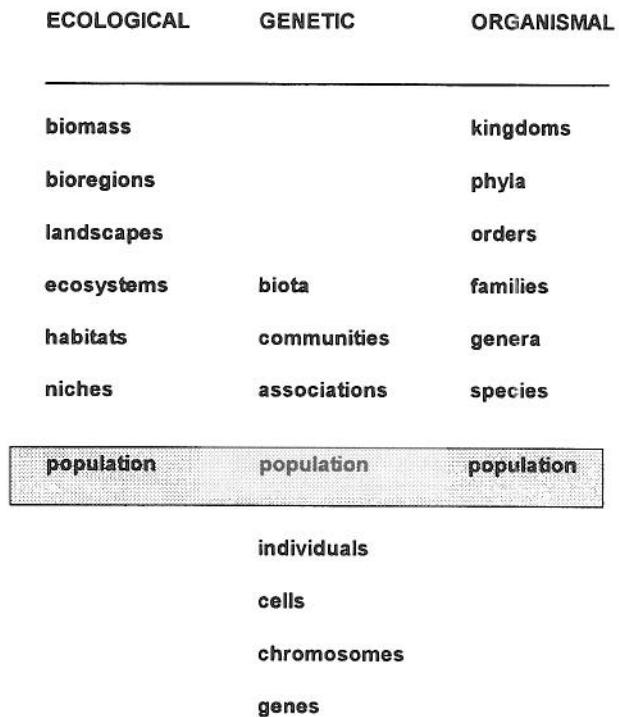 ECOLOGICAL GENETIC ORGANISMAL
biomass kingdoms
bioregions phyla
landscapes orders
ecosystems biota families
habitats communities genera
niches associations species
population population population
individuals
cells
chromosomes
genes